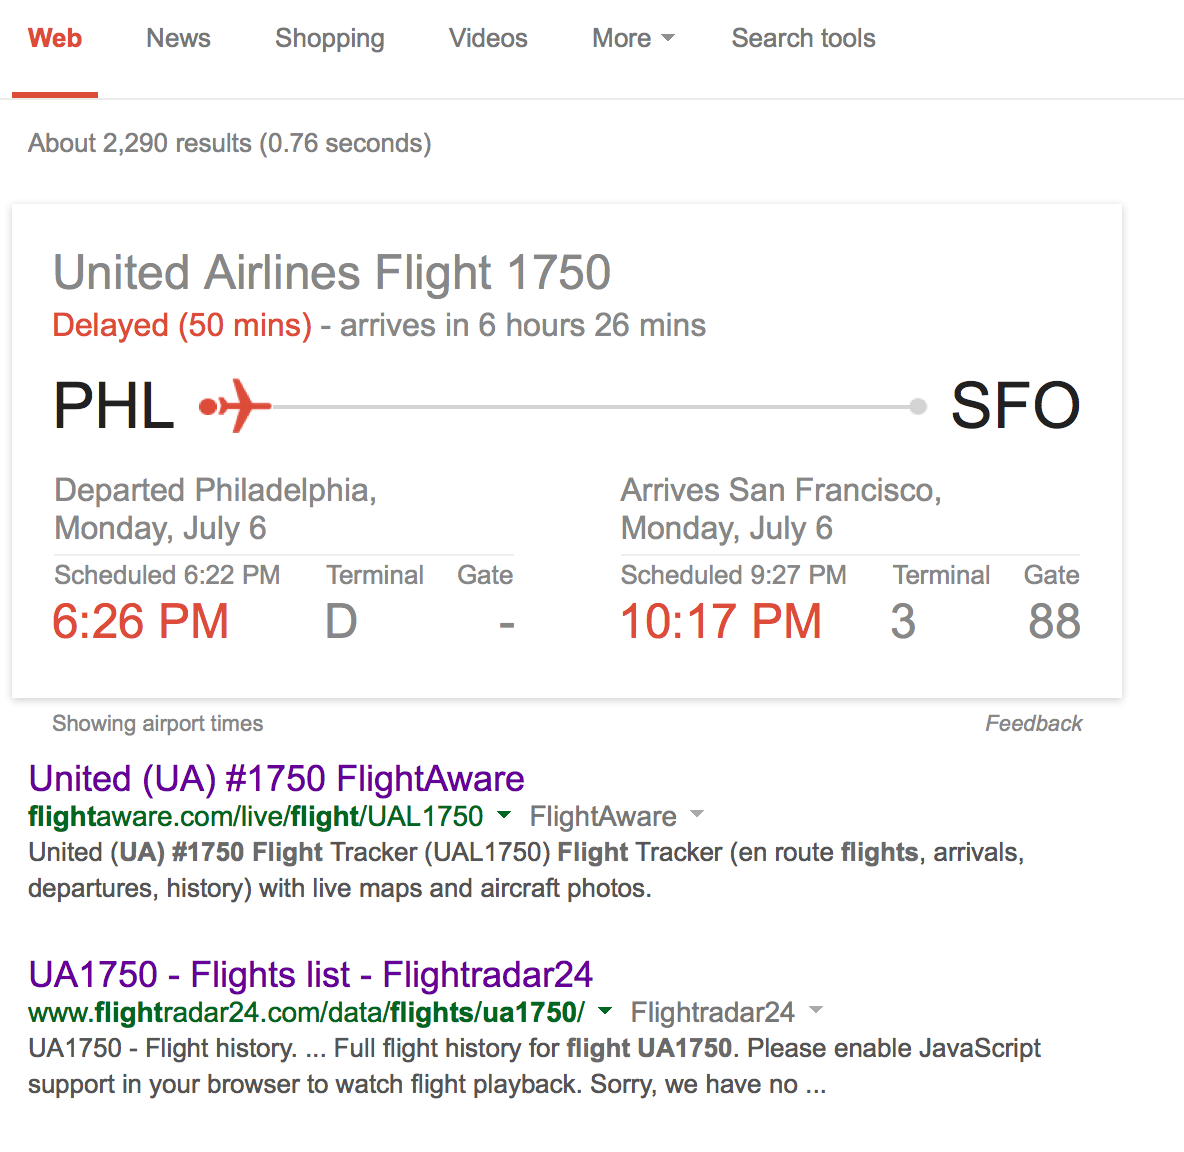 Web News Shopping Videos More Search tools
About 2,290 results (0.76 seconds)
United Airlines Flight 1750
Delayed (50 mins) - arrives in 6 hours 26 mins
PHL SFO
Departed Philadelphia,
Monday, July 6
Scheduled 6:22 PM Terminal Gate
6:26 PM D -
Arrives San Francisco,
Monday, July 6
Scheduled 9:27 PM Terminal Gate
10:17 PM 3 88
Showing airport times Feedback
United (UA) #1750 FlightAware
flightaware.com/live/flight/UAL1750 FlightAware
United (UA) #1750 Flight Tracker (UAL1750) Flight Tracker (en route flights, arrivals,
departures, history) with live maps and aircraft photos.
UA1750 - Flights list - Flightradar24
www.flightradar24.com/data/flights/ua1750/ Flightradar24
UA1750 - Flight history. ... Full flight history for flight UA1750. Please enable JavaScript
support in your browser to watch flight playback. Sorry, we have no ...